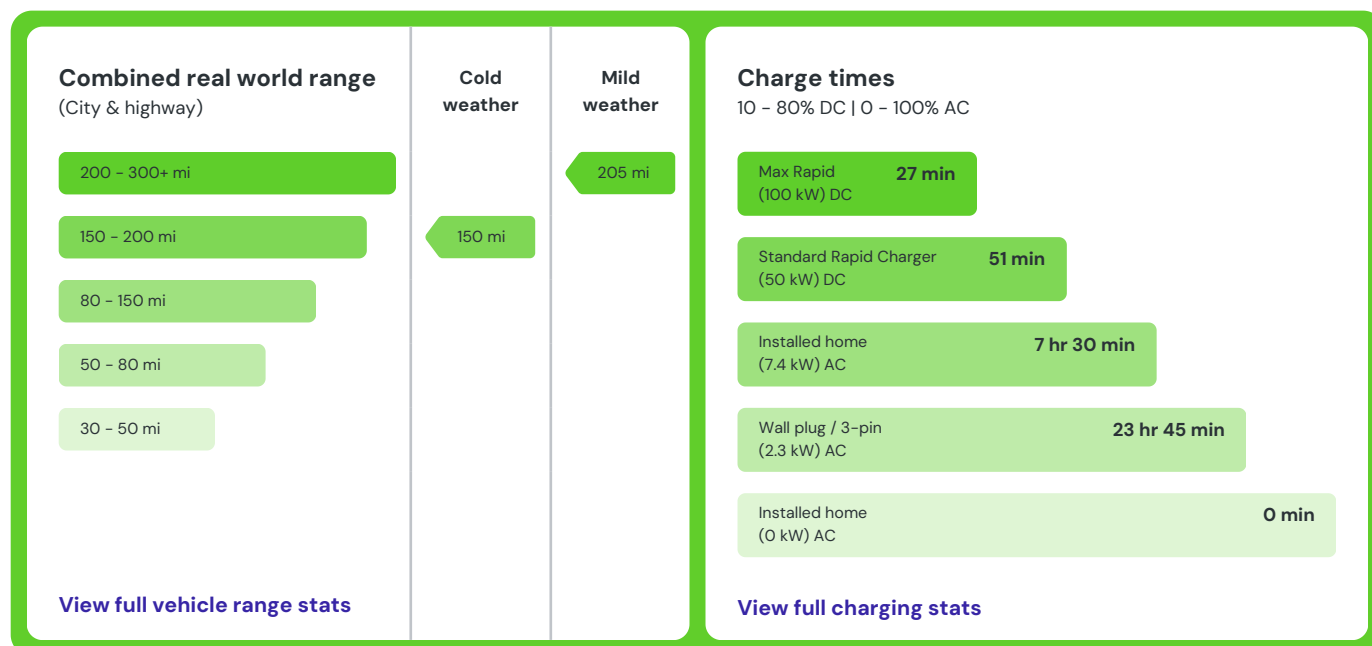 Combined real world range
(City & highway)
Cold
weather
Mild
weather
200 - 300+ mi
205 mi
150 - 200 mi
150 mi
80 - 150 mi
50 - 80 mi
30 - 50 mi
View full vehicle range stats
Charge times
10 - 80% DC | 0 - 100% AC
Max Rapid
(100 kW) DC
27 min
Standard Rapid Charger
(50 kW) DC
51 min
Installed home
(7.4 kW) AC
7 hr 30 min
Wall plug / 3-pin
(2.3 kW) AC
23 hr 45 min
Installed home
(0 kW) AC
0 min
View full charging stats